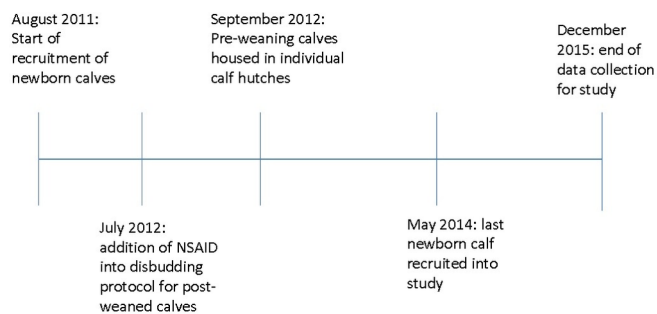 August 2011:
Start of
recruitment of
newborn calves
September 2012:
Pre-weaning calves
housed in individual
calf hutches
December
2015: end of
data collection
for study
July 2012:
addition of NSAID
into disbudding
protocol for post-
weaned calves
May 2014: last
newborn calf
recruited into
study